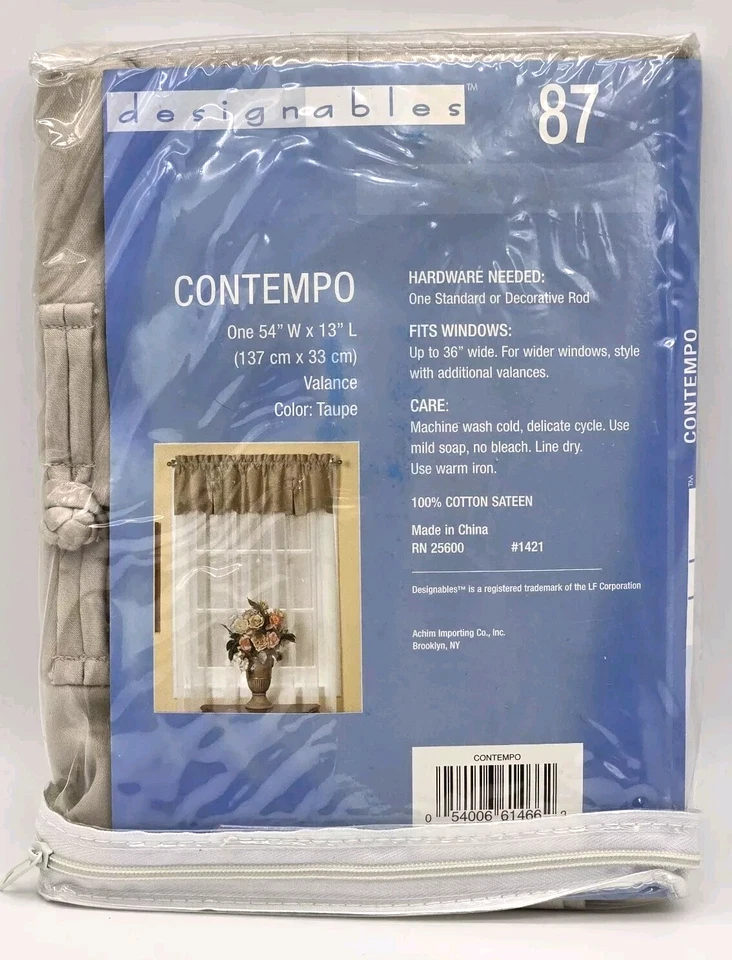 designables™
87
CONTEMPO
One 54" W x 13" L
(137 cm x 33 cm)
Valance
Color: Taupe
HARDWARE NEEDED:
One Standard or Decorative Rod
FITS WINDOWS:
Up to 36" wide. For wider windows, style
with additional valances.
CARE:
Machine wash cold, delicate cycle. Use
mild soap, no bleach. Line dry.
Use warm iron.
100% COTTON SATEEN
Made in China
RN 25600 #1421
Designables™ is a registered trademark of the LF Corporation
Achim Importing Co., Inc.
Brooklyn, NY
CONTEMPO
0 54006 61466
CONTEMPO
™